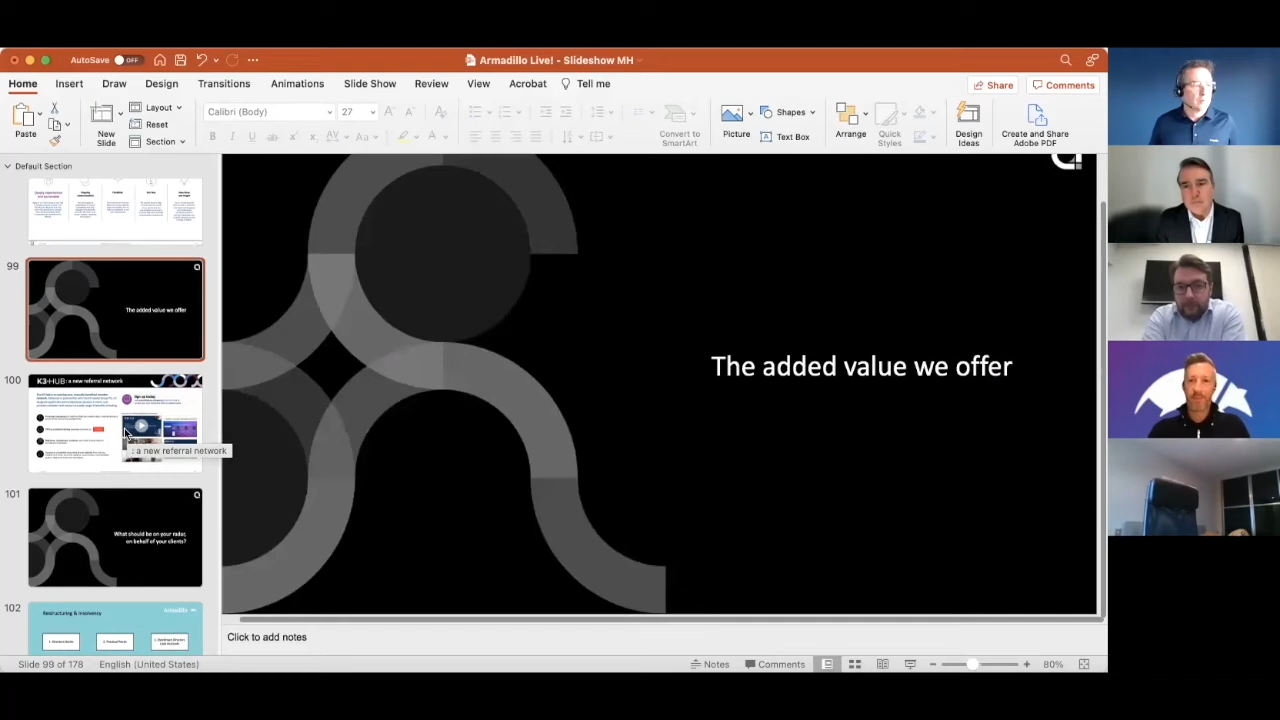 AutoSave OFF
Armadillo Live! - Slideshow MH
Home Insert Draw Design Transitions Animations Slide Show Review View Acrobat Tell me
Share Comments
Paste
New Slide
Layout
Reset
Section
Calibri (Body) 27
Convert to SmartArt
Picture
Shapes
Text Box
Arrange
Quick Styles
Design Ideas
Create and Share Adobe PDF
Default Section
99
The added value we offer
100
K3-HUB: a new referral network
: a new referral network
101
What should be on your radar,
on behalf of your clients?
102
Restructuring & Insolvency
Armadillo
The added value we offer
Click to add notes
Slide 99 of 178 English (United States) Notes Comments 80%